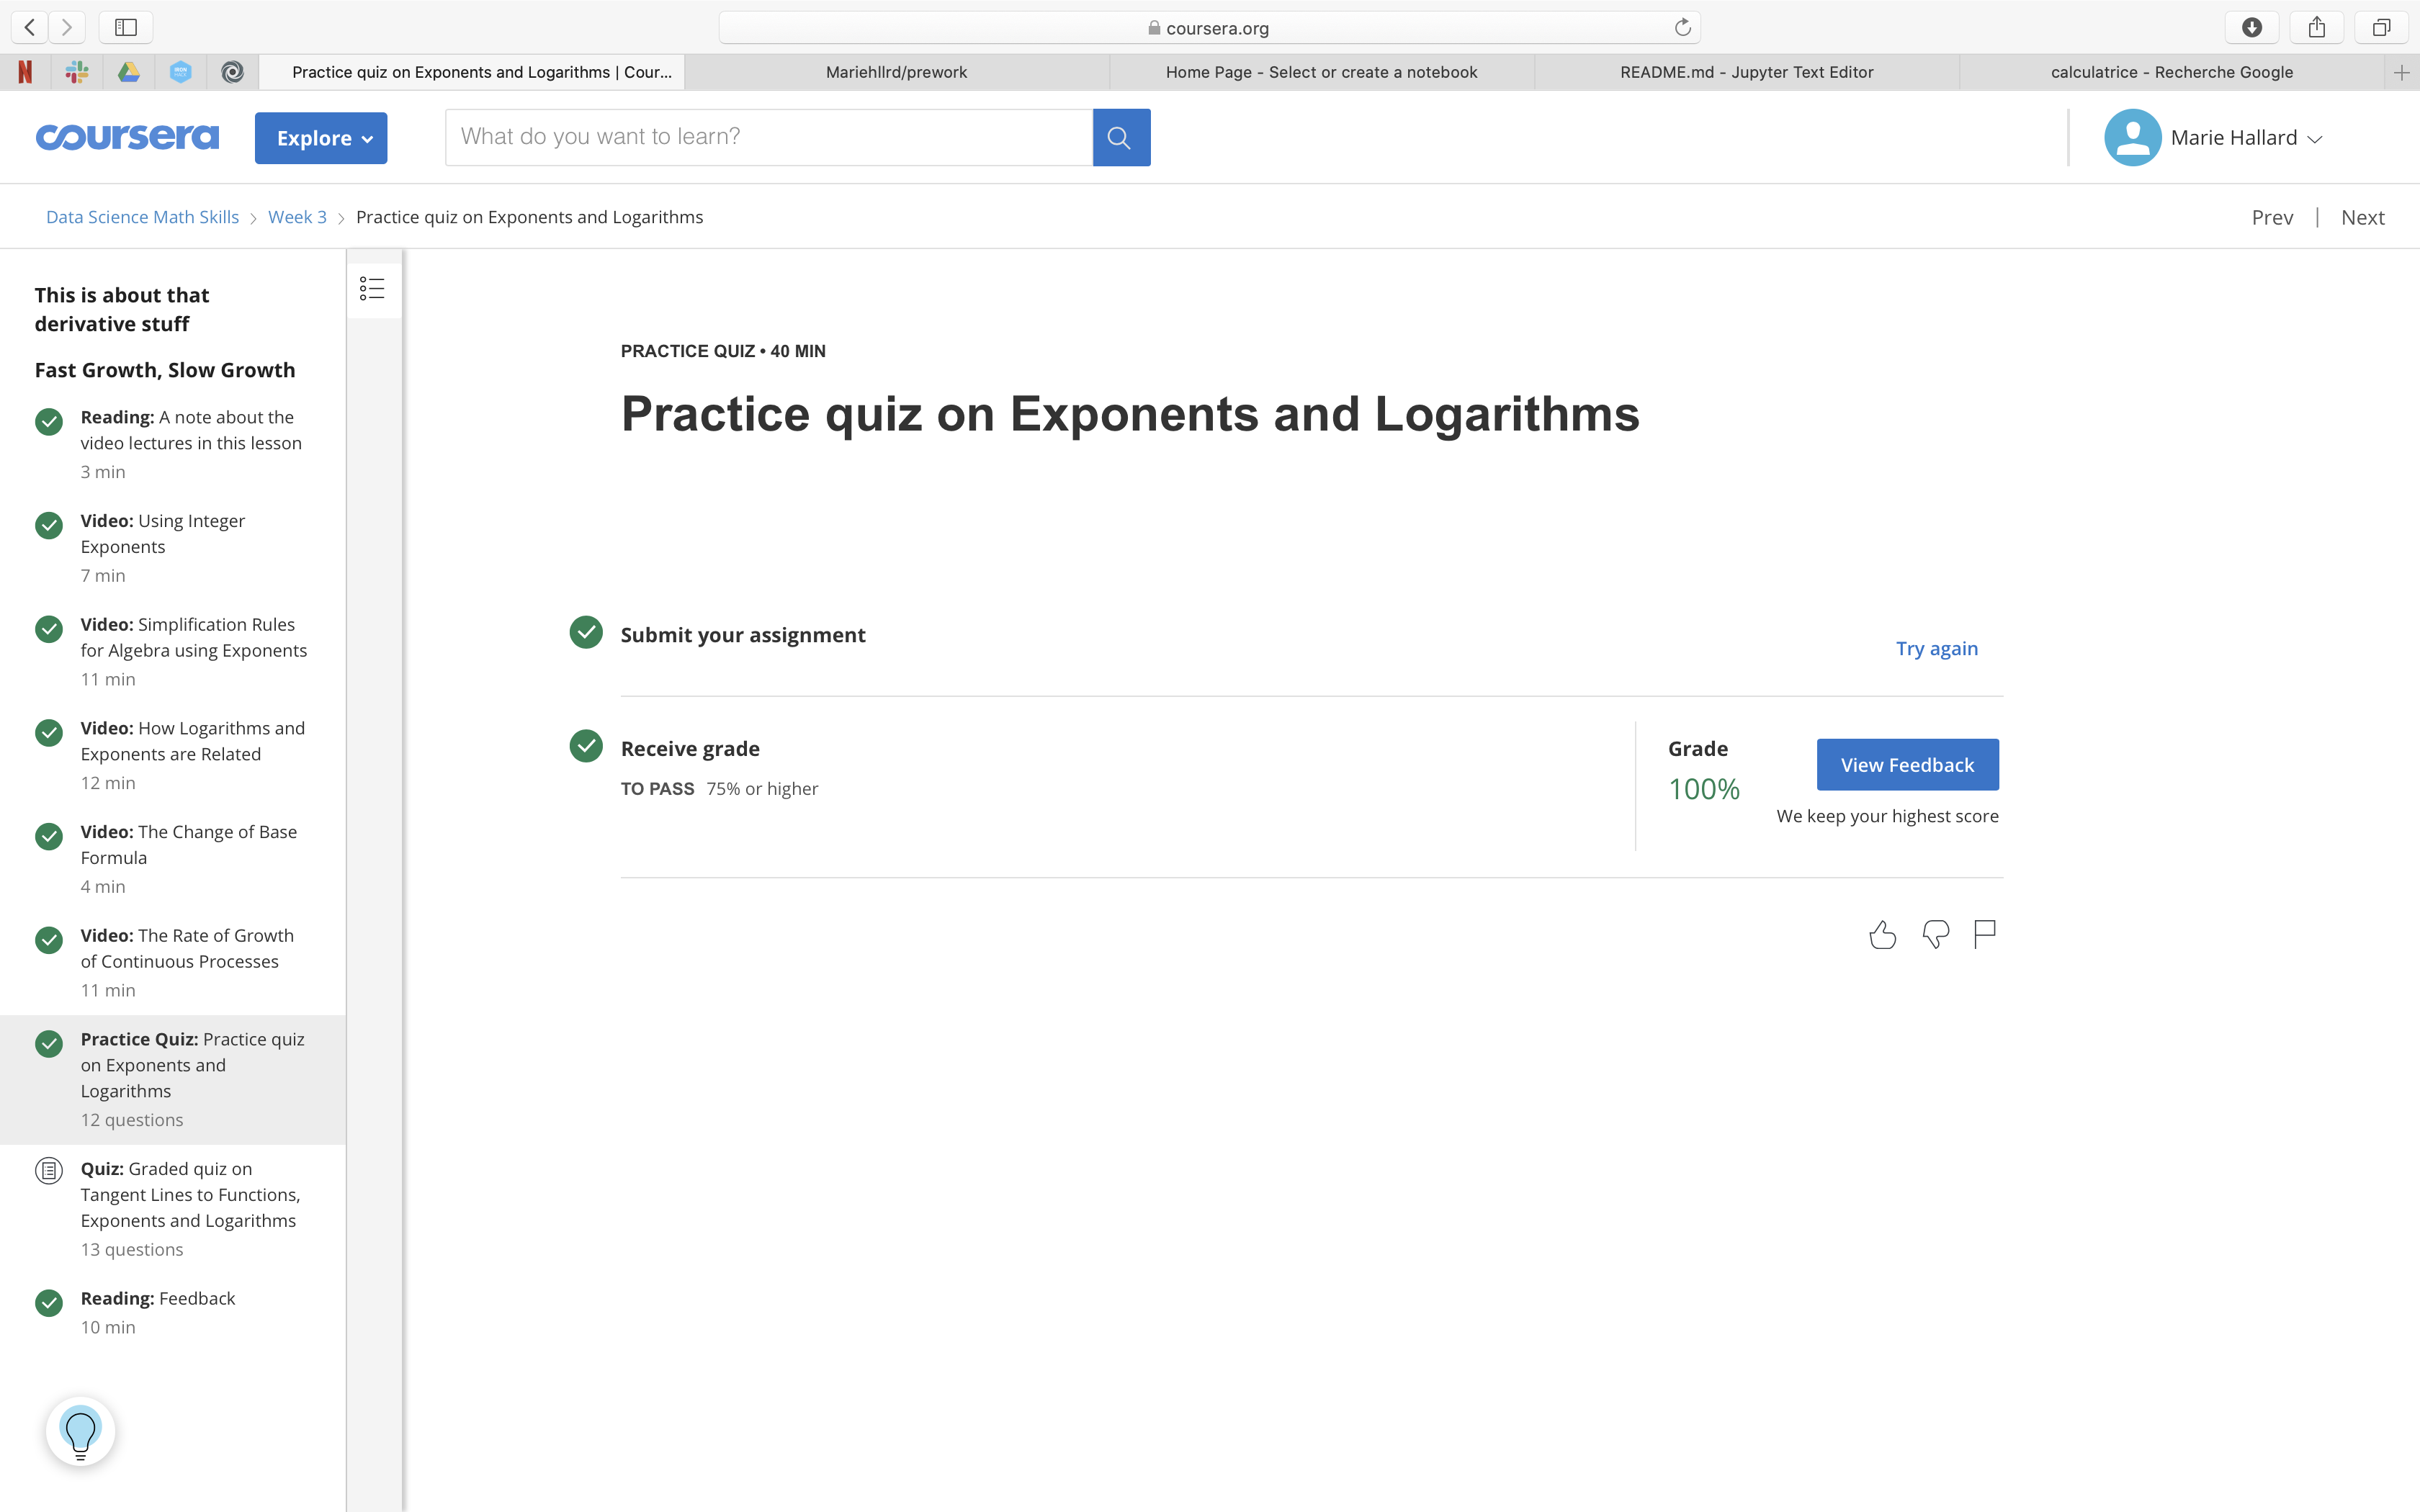 coursera.org
Practice quiz on Exponents and Logarithms | Cour...
Mariehllrd/prework
Home Page - Select or create a notebook
README.md - Jupyter Text Editor
calculatrice - Recherche Google
coursera
Explore
What do you want to learn?
Marie Hallard
Data Science Math Skills > Week 3 > Practice quiz on Exponents and Logarithms
Prev | Next
This is about that
derivative stuff
Fast Growth, Slow Growth
Reading: A note about the
video lectures in this lesson
3 min
Video: Using Integer
Exponents
7 min
Video: Simplification Rules
for Algebra using Exponents
11 min
Video: How Logarithms and
Exponents are Related
12 min
Video: The Change of Base
Formula
4 min
Video: The Rate of Growth
of Continuous Processes
11 min
Practice Quiz: Practice quiz
on Exponents and
Logarithms
12 questions
Quiz: Graded quiz on
Tangent Lines to Functions,
Exponents and Logarithms
13 questions
Reading: Feedback
10 min
PRACTICE QUIZ • 40 MIN
Practice quiz on Exponents and Logarithms
Submit your assignment
Try again
Receive grade
TO PASS 75% or higher
Grade
100%
View Feedback
We keep your highest score